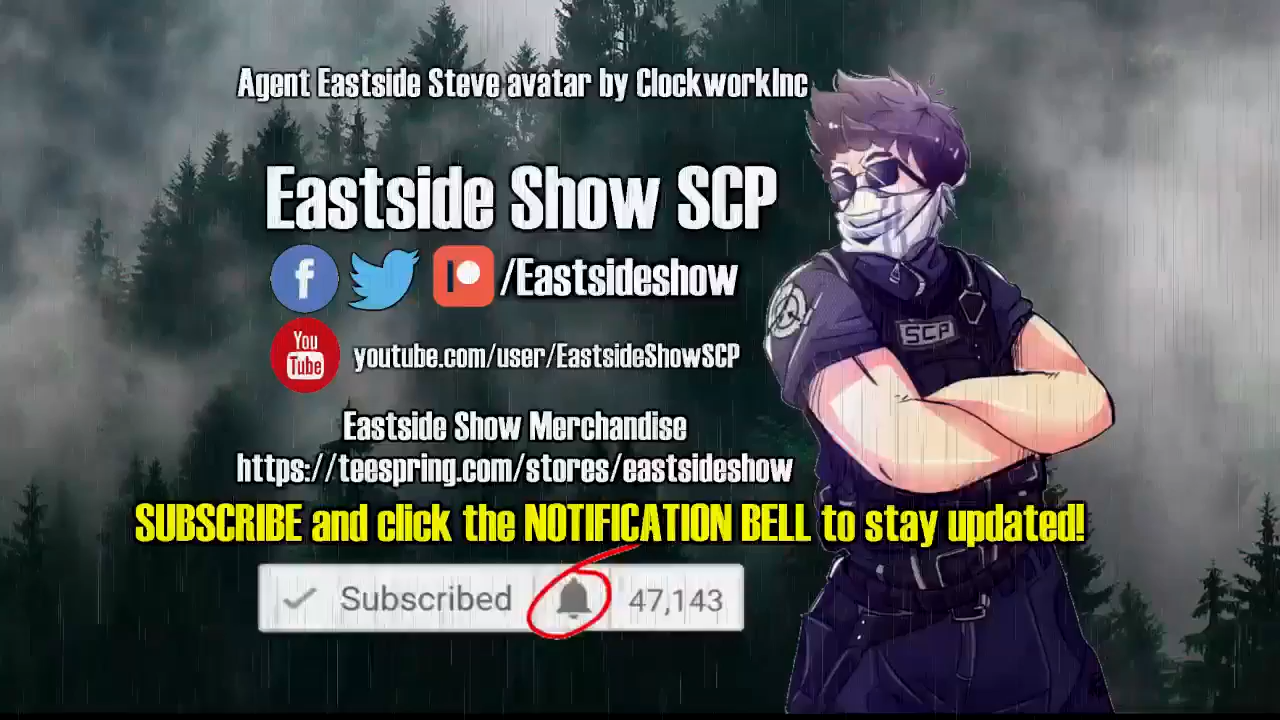 Agent Eastside Steve avatar by ClockworkInc
Eastside Show SCP
f /Eastsideshow
You Tube youtube.com/user/EastsideShowSCP
SCP
Eastside Show Merchandise
https://teespring.com/stores/eastsideshow
SUBSCRIBE and click the NOTIFICATION BELL to stay updated!
Subscribed 47,143